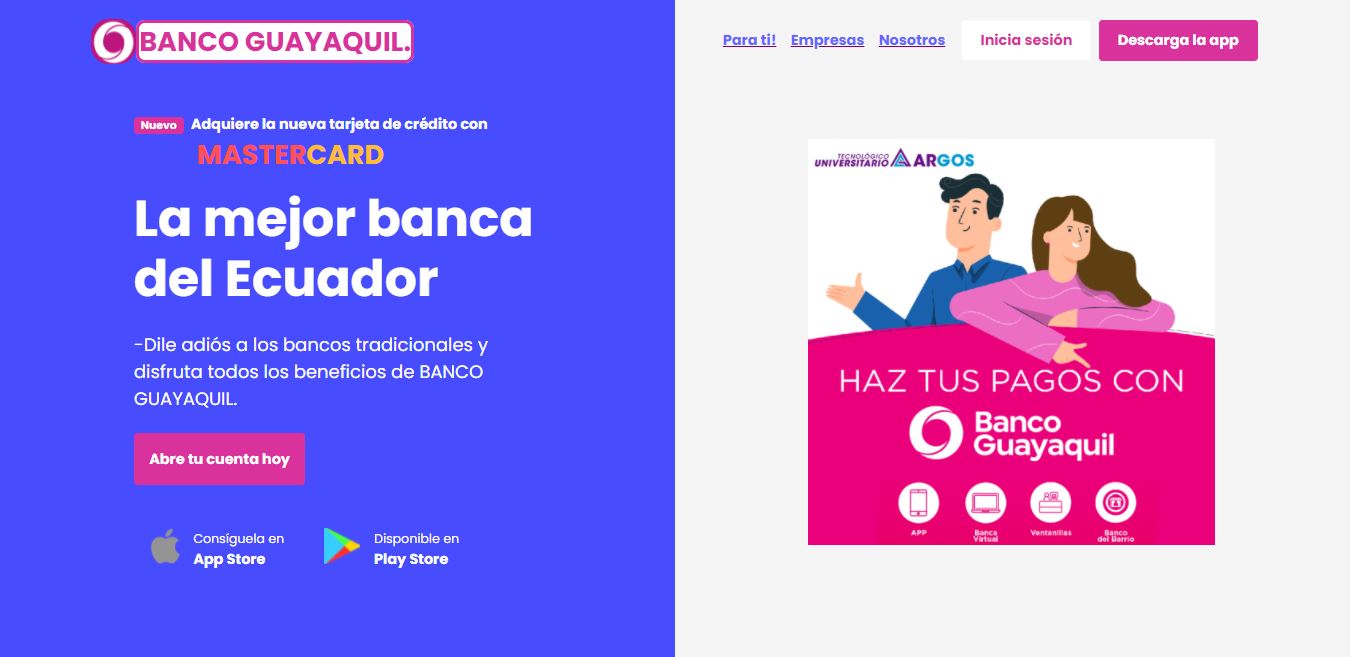 BANCO GUAYAQUIL.
Para ti! Empresas Nosotros Inicia sesión Descarga la app
Nuevo Adquiere la nueva tarjeta de crédito con
MASTERCARD
La mejor banca
del Ecuador
-Dile adiós a los bancos tradicionales y
disfruta todos los beneficios de BANCO
GUAYAQUIL.
Abre tu cuenta hoy
Consíguela en
App Store
Disponible en
Play Store
TECNOLÓGICO
UNIVERSITARIO ARGOS
HAZ TUS PAGOS CON
Banco
Guayaquil
APP
Banca
Virtual
Ventanillas
Banco
del Barrio